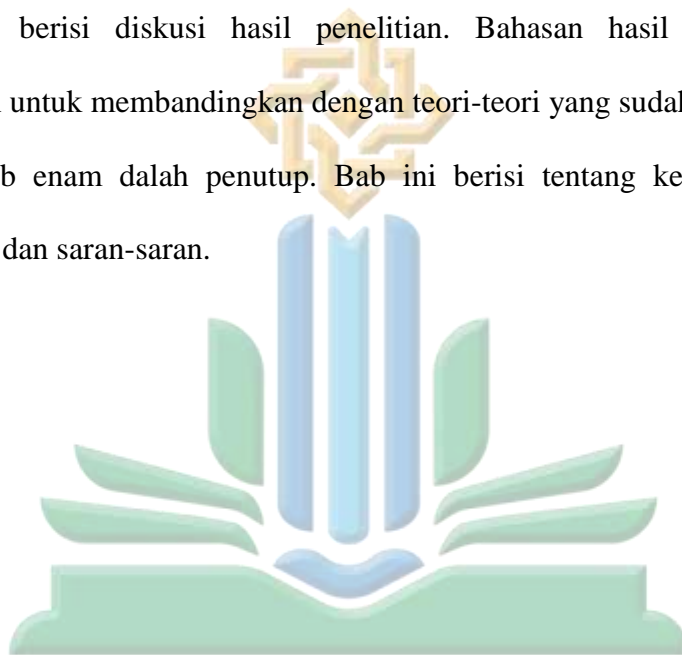 berisi diskusi hasil penelitian. Bahasan hasil
untuk membandingkan dengan teori-teori yang sudah
enam dalah penutup. Bab ini berisi tentang
dan saran-saran.